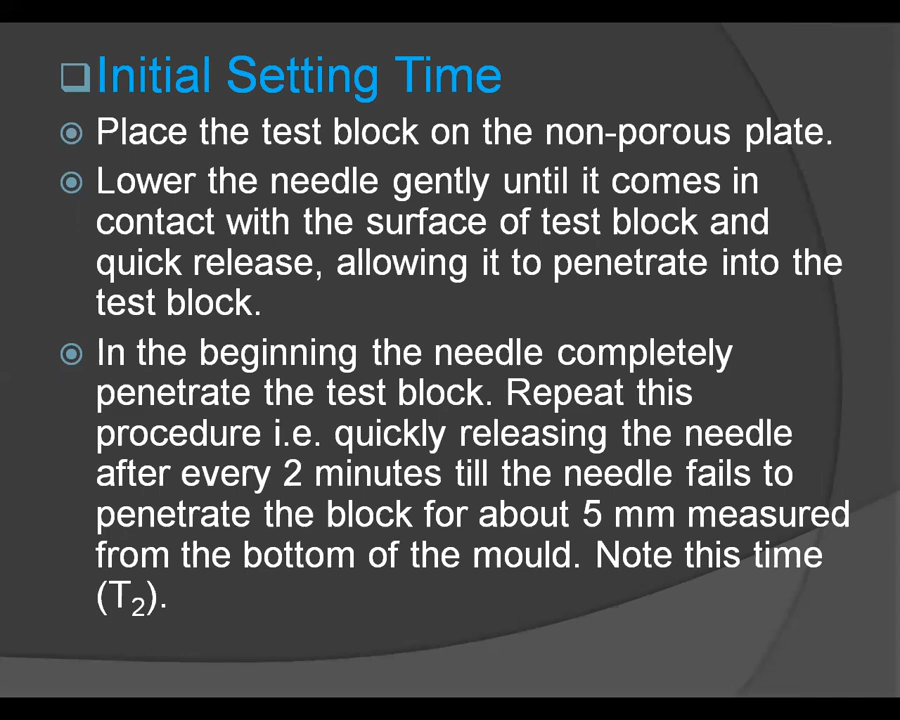 Initial Setting Time
Place the test block on the non-porous plate.
Lower the needle gently until it comes in
contact with the surface of test block and
quick release, allowing it to penetrate into the
test block.
In the beginning the needle completely
penetrate the test block. Repeat this
procedure i.e. quickly releasing the needle
after every 2 minutes till the needle fails to
penetrate the block for about 5 mm measured
from the bottom of the mould. Note this time
(T₂).